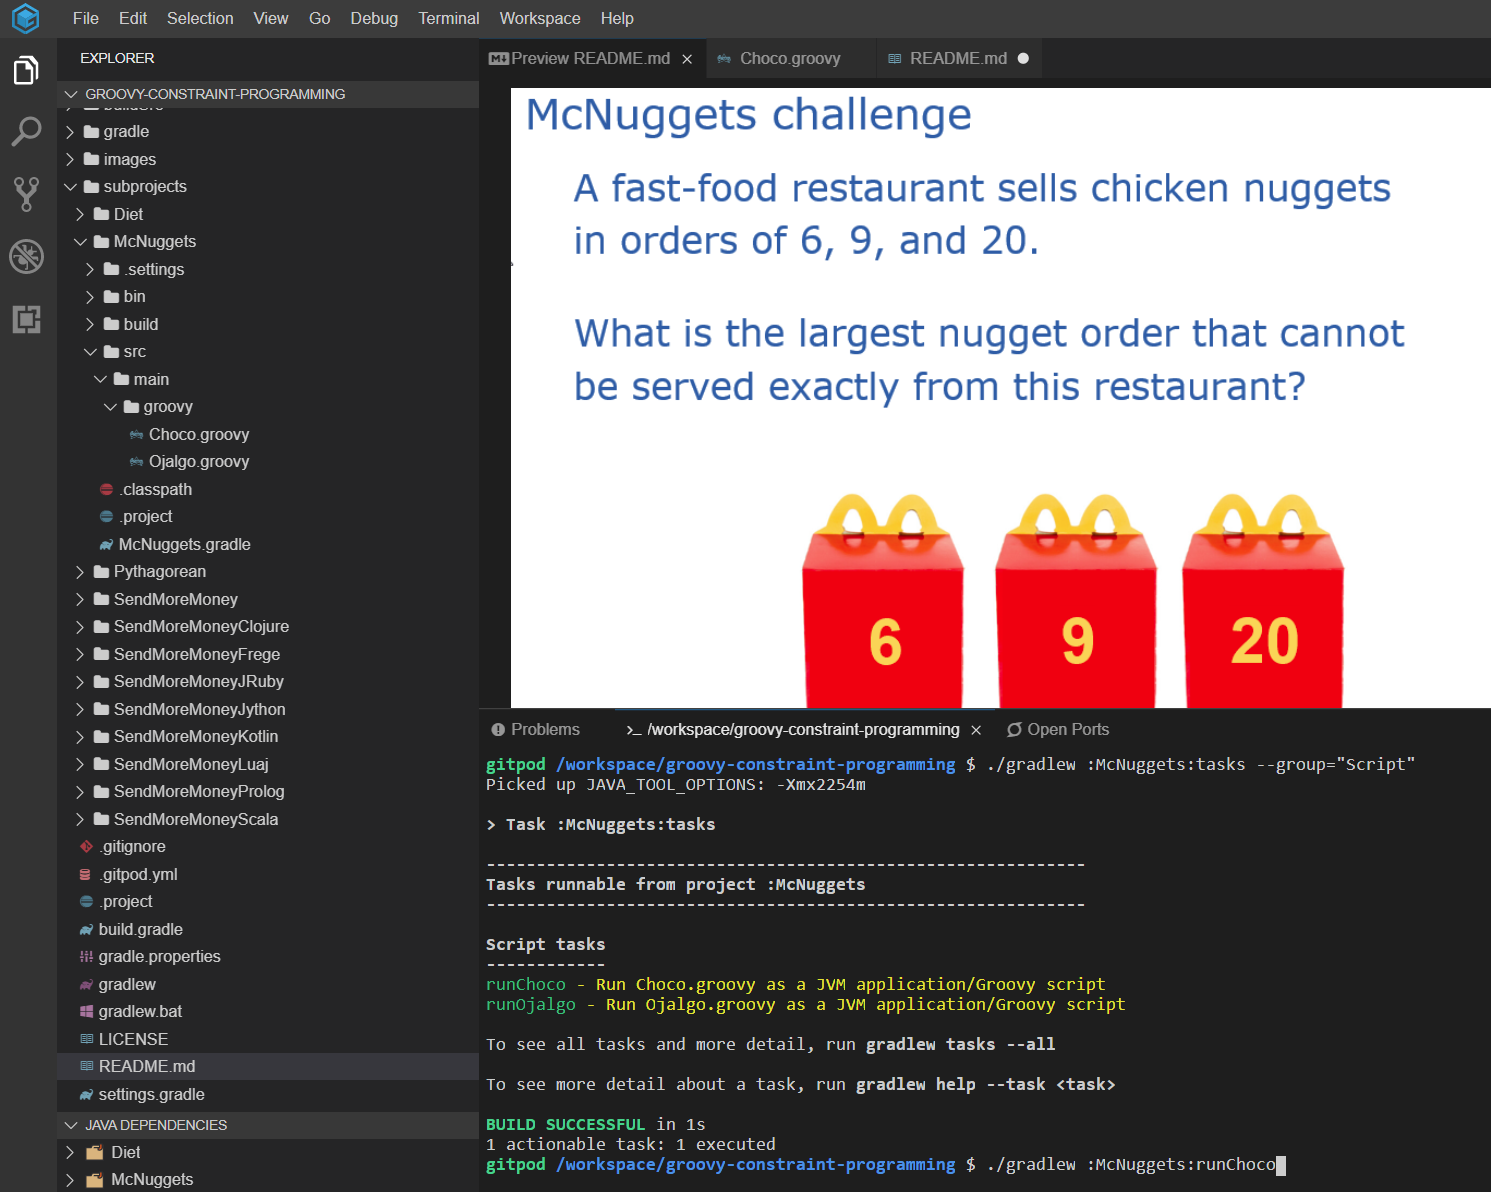 File Edit Selection View Go Debug Terminal Workspace Help
EXPLORER
GROOVY-CONSTRAINT-PROGRAMMING
gradle
images
subprojects
Diet
McNuggets
.settings
bin
build
src
main
groovy
Choco.groovy
Ojalgo.groovy
.classpath
.project
McNuggets.gradle
Pythagorean
SendMoreMoney
SendMoreMoneyClojure
SendMoreMoneyFrege
SendMoreMoneyJRuby
SendMoreMoneyJython
SendMoreMoneyKotlin
SendMoreMoneyLuaj
SendMoreMoneyProlog
SendMoreMoneyScala
.gitignore
.gitpod.yml
.project
build.gradle
gradle.properties
gradlew
gradlew.bat
LICENSE
README.md
settings.gradle
JAVA DEPENDENCIES
Diet
McNuggets
Preview README.md Choco.groovy README.md
McNuggets challenge
A fast-food restaurant sells chicken nuggets
in orders of 6, 9, and 20.
What is the largest nugget order that cannot
be served exactly from this restaurant?
6 9 20
Problems >_ /workspace/groovy-constraint-programming Open Ports
gitpod /workspace/groovy-constraint-programming $ ./gradlew :McNuggets:tasks --group="Script"
Picked up JAVA_TOOL_OPTIONS: -Xmx2254m
> Task :McNuggets:tasks
------------------------------------------------------------
Tasks runnable from project :McNuggets
------------------------------------------------------------
Script tasks
------------
runChoco - Run Choco.groovy as a JVM application/Groovy script
runOjalgo - Run Ojalgo.groovy as a JVM application/Groovy script
To see all tasks and more detail, run gradlew tasks --all
To see more detail about a task, run gradlew help --task <task>
BUILD SUCCESSFUL in 1s
1 actionable task: 1 executed
gitpod /workspace/groovy-constraint-programming $ ./gradlew :McNuggets:runChoco